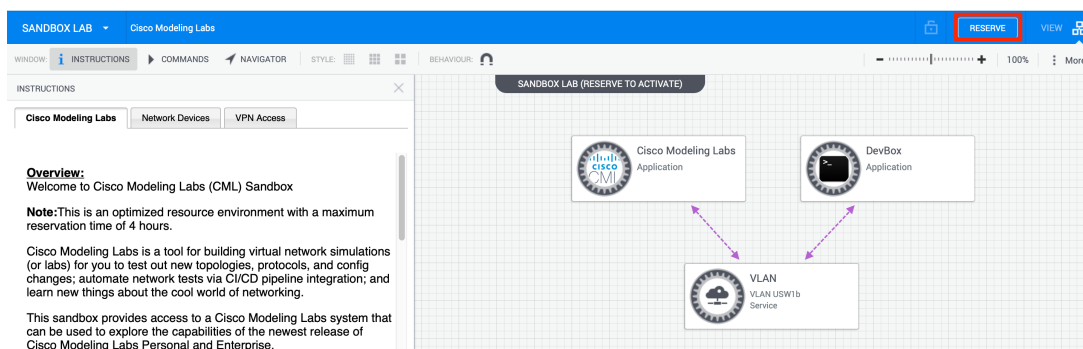 SANDBOX LAB
Cisco Modeling Labs
RESERVE
VIEW
WINDOW:
INSTRUCTIONS
COMMANDS
NAVIGATOR
STYLE:
BEHAVIOUR:
100%
More
INSTRUCTIONS
Cisco Modeling Labs
Network Devices
VPN Access
Overview:
Welcome to Cisco Modeling Labs (CML) Sandbox
Note:This is an optimized resource environment with a maximum
reservation time of 4 hours.
Cisco Modeling Labs is a tool for building virtual network simulations
(or labs) for you to test out new topologies, protocols, and config
changes; automate network tests via CI/CD pipeline integration; and
learn new things about the cool world of networking.
This sandbox provides access to a Cisco Modeling Labs system that
can be used to explore the capabilities of the newest release of
Cisco Modeling Labs Personal and Enterprise.
SANDBOX LAB (RESERVE TO ACTIVATE)
CISCO
CML
Cisco Modeling Labs
Application
>_
DevBox
Application
VLAN
VLAN USW1b
Service